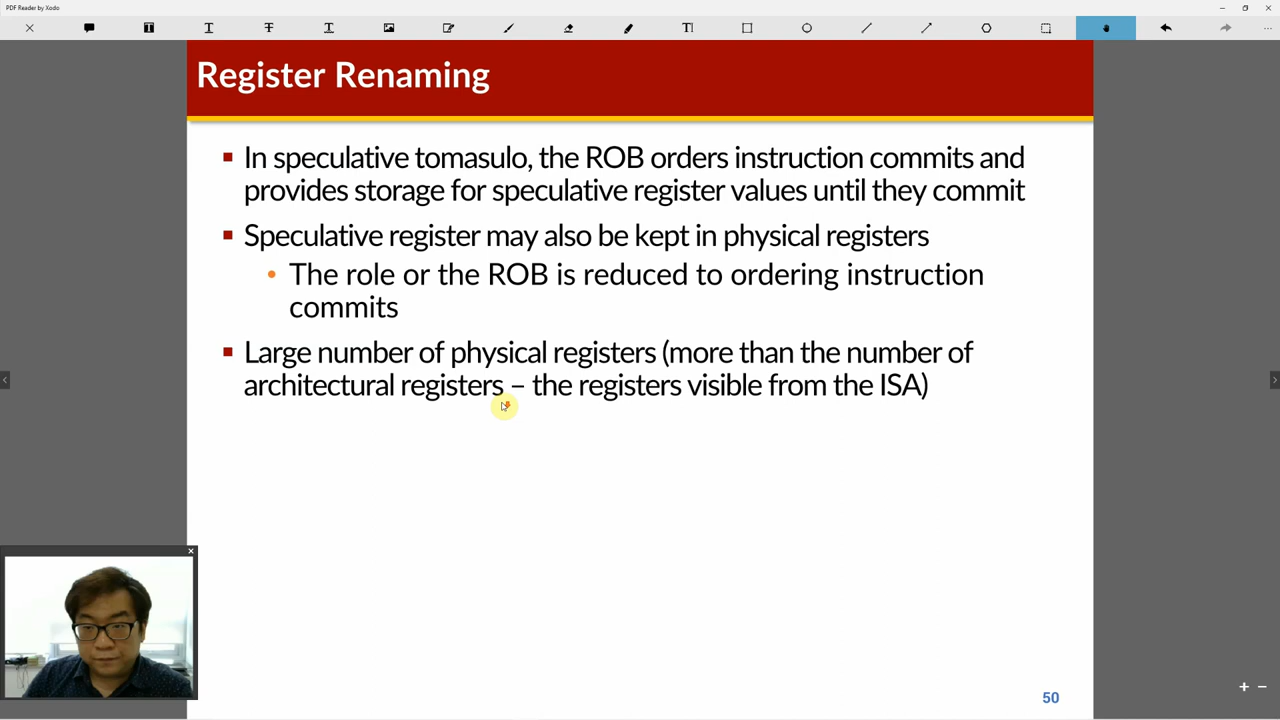 PDF Reader by Xodo
Register Renaming
In speculative tomasulo, the ROB orders instruction commits and
provides storage for speculative register values until they commit
Speculative register may also be kept in physical registers
The role or the ROB is reduced to ordering instruction
commits
Large number of physical registers (more than the number of
architectural registers – the registers visible from the ISA)
50